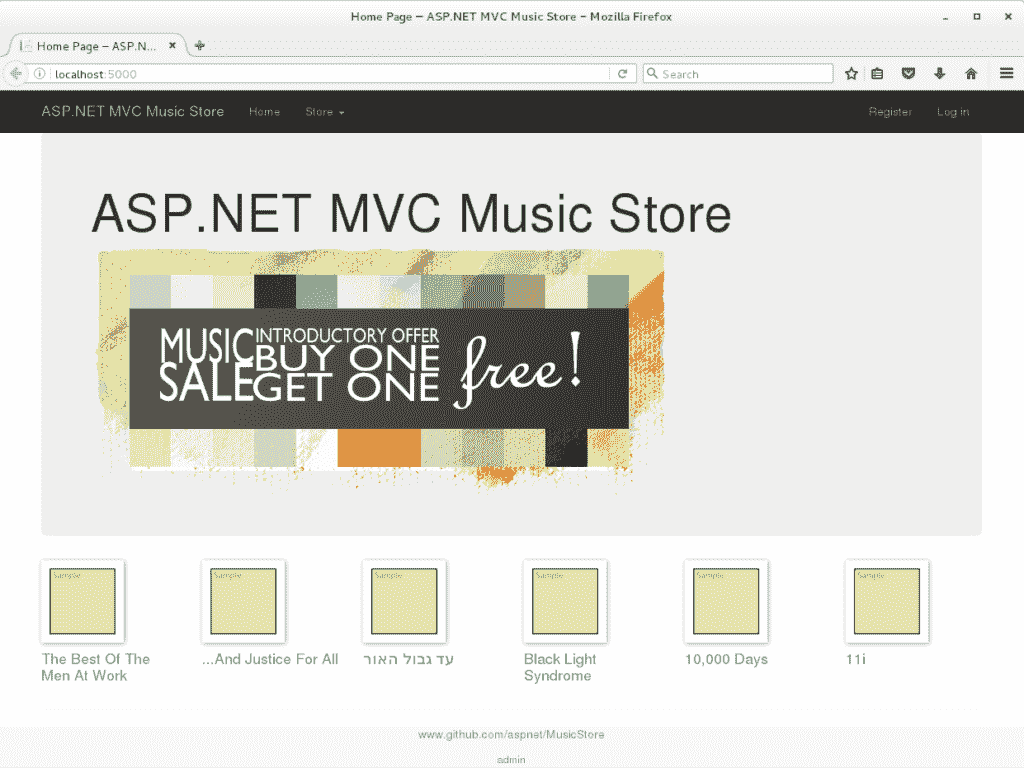 Home Page – ASP.NET MVC Music Store - Mozilla Firefox
Home Page – ASP.N...
localhost:5000
Search
ASP.NET MVC Music Store
Home
Store
Register
Log in
ASP.NET MVC Music Store
MUSIC SALE
INTRODUCTORY OFFER
BUY ONE
GET ONE
free!
Sample
Sample
Sample
Sample
Sample
Sample
The Best Of The
Men At Work
...And Justice For All
עד גבול האור
Black Light
Syndrome
10,000 Days
11i
www.github.com/aspnet/MusicStore
admin